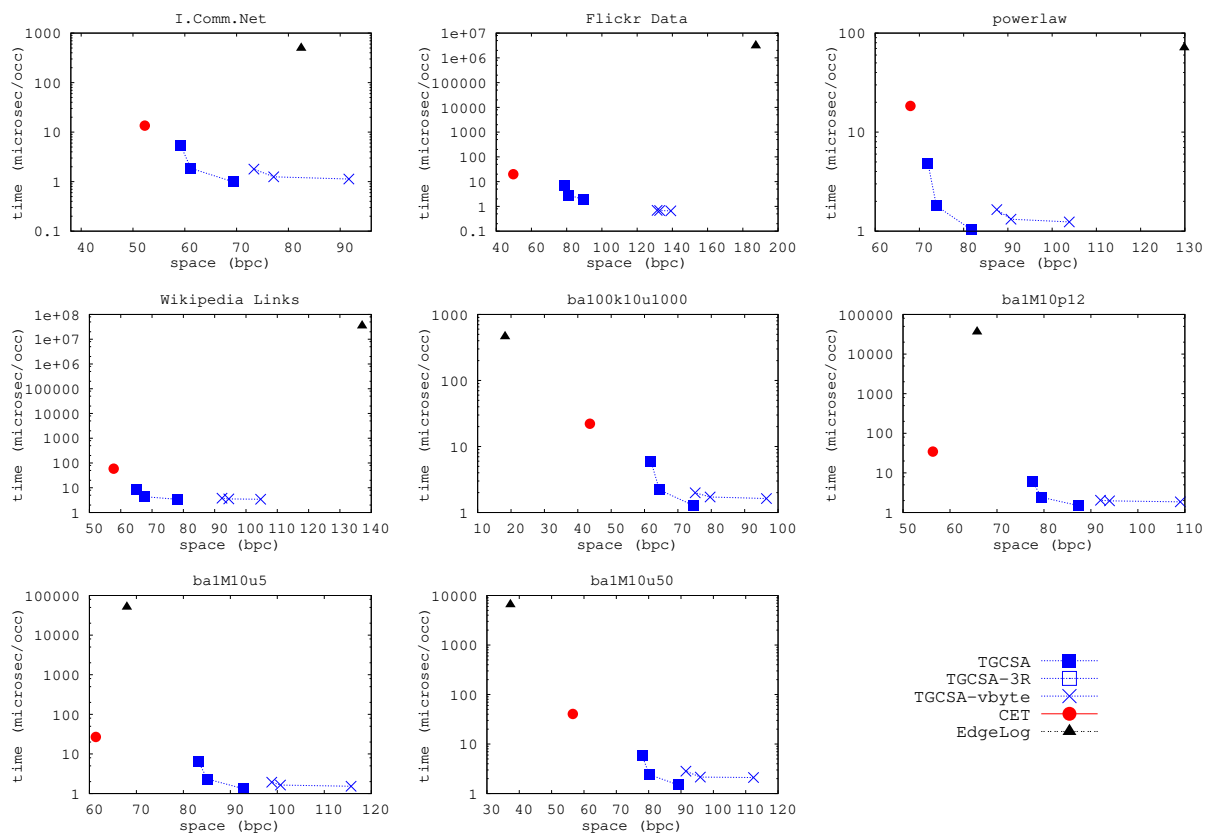 I.Comm.Net
time (microsec/occ)
1000
100
10
1
0.1
40 50 60 70 80 90
space (bpc)
Flickr Data
time (microsec/occ)
1e+07
1e+06
100000
10000
1000
100
10
1
0.1
40 60 80 100 120 140 160 180 200
space (bpc)
powerlaw
time (microsec/occ)
100
10
1
60 70 80 90 100 110 120 130
space (bpc)
Wikipedia Links
time (microsec/occ)
1e+08
1e+07
1e+06
100000
10000
1000
100
10
1
50 60 70 80 90 100 110 120 130 140
space (bpc)
ba100k10u1000
time (microsec/occ)
1000
100
10
1
10 20 30 40 50 60 70 80 90 100
space (bpc)
ba1M10p12
time (microsec/occ)
100000
10000
1000
100
10
1
50 60 70 80 90 100 110
space (bpc)
ba1M10u5
time (microsec/occ)
100000
10000
1000
100
10
1
60 70 80 90 100 110 120
space (bpc)
ba1M10u50
time (microsec/occ)
10000
1000
100
10
1
30 40 50 60 70 80 90 100 110 120
space (bpc)
TGCSA
TGCSA-3R
TGCSA-vbyte
CET
EdgeLog